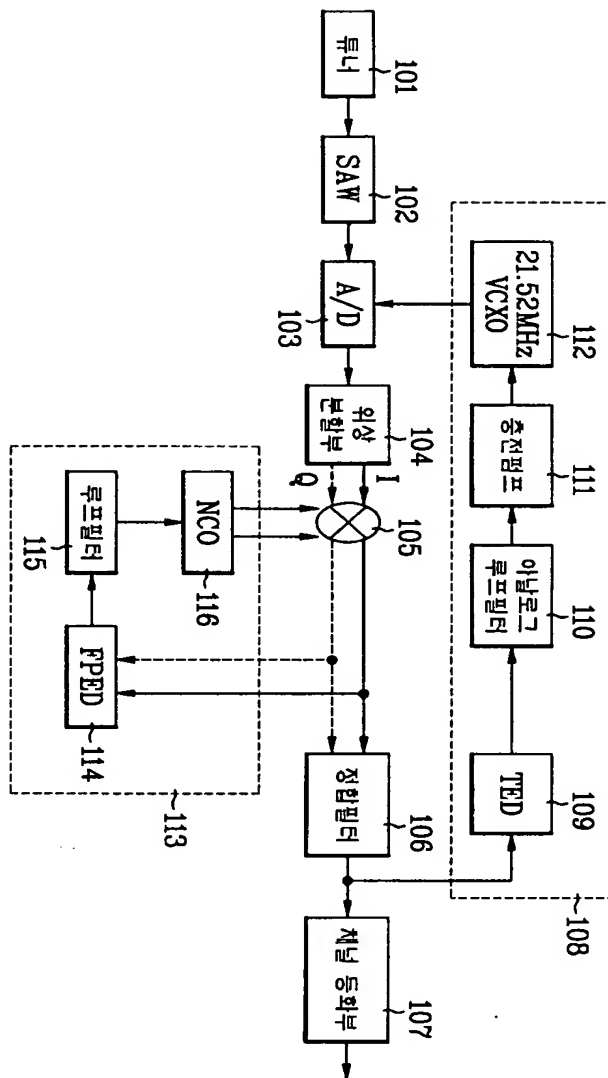 112
111
110
109
108
21.52MHz
VCXO
충전펌프
아날로그
루프필터
TED
101
102
103
104
105
106
107
튜너
SAW
A/D
위상
분할부
I
Q
정합필터
채널 등화부
NCO
116
루프필터
115
FPED
114
113